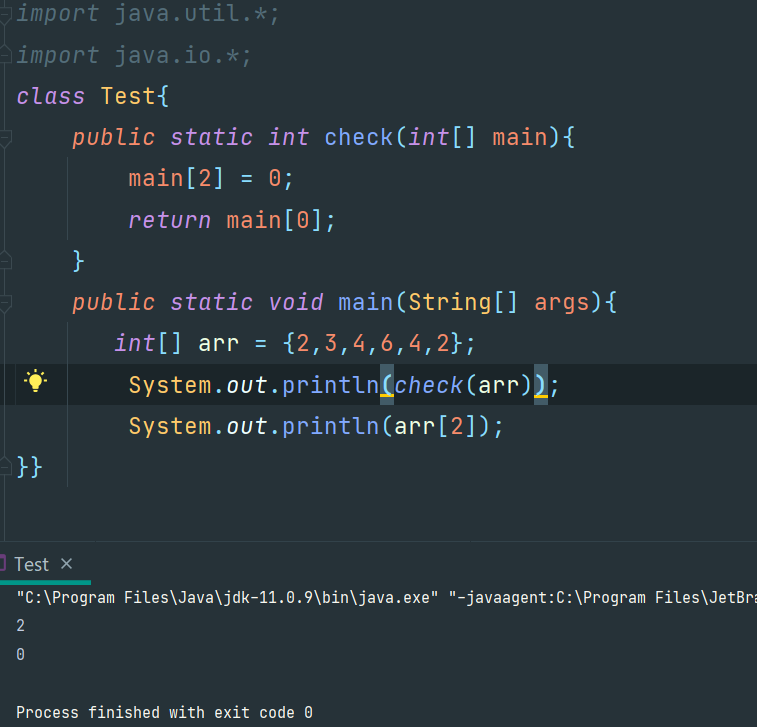 import java.util.*;
import java.io.*;
class Test{
public static int check(int[] main){
main[2] = 0;
return main[0];
}
public static void main(String[] args){
int[] arr = {2,3,4,6,4,2};
System.out.println(check(arr));
System.out.println(arr[2]);
}}
Test ×
"C:\Program Files\Java\jdk-11.0.9\bin\java.exe" "-javaagent:C:\Program Files\JetBra
2
0
Process finished with exit code 0